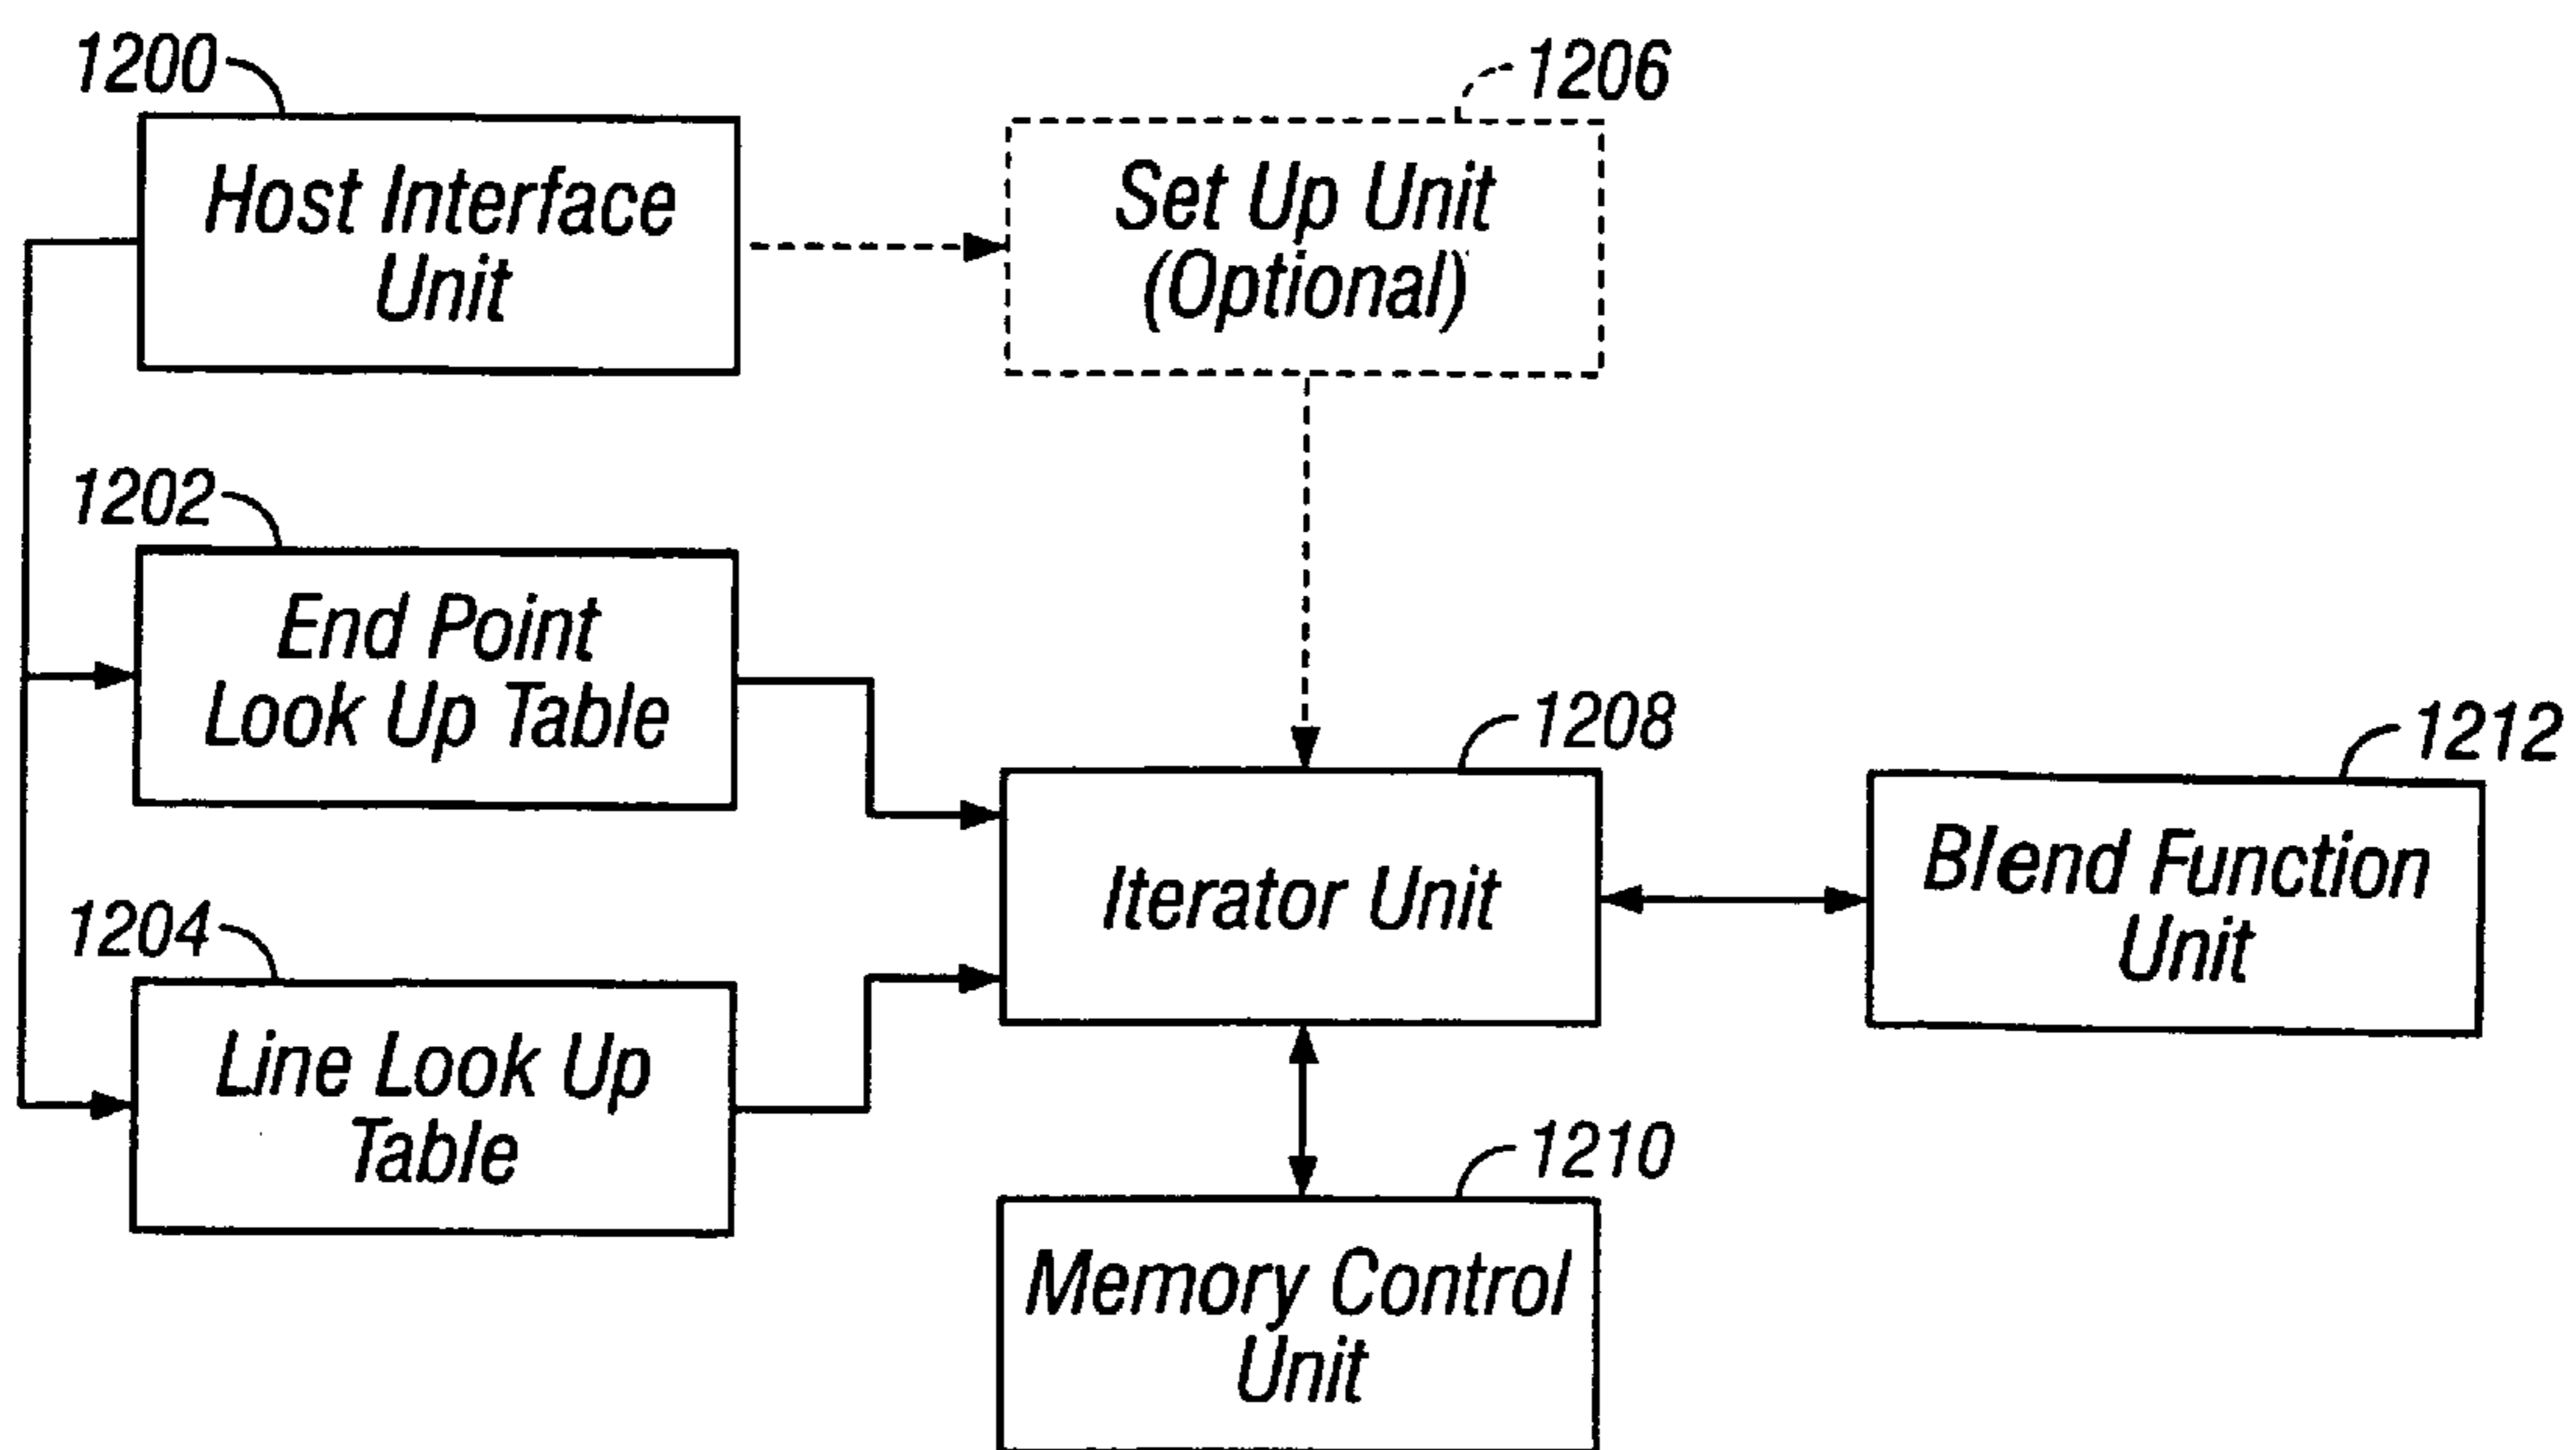 1200
Host Interface
Unit
1206
Set Up Unit
(Optional)
1202
End Point
Look Up Table
1204
Line Look Up
Table
1208
Iterator Unit
1212
Blend Function
Unit
1210
Memory Control
Unit